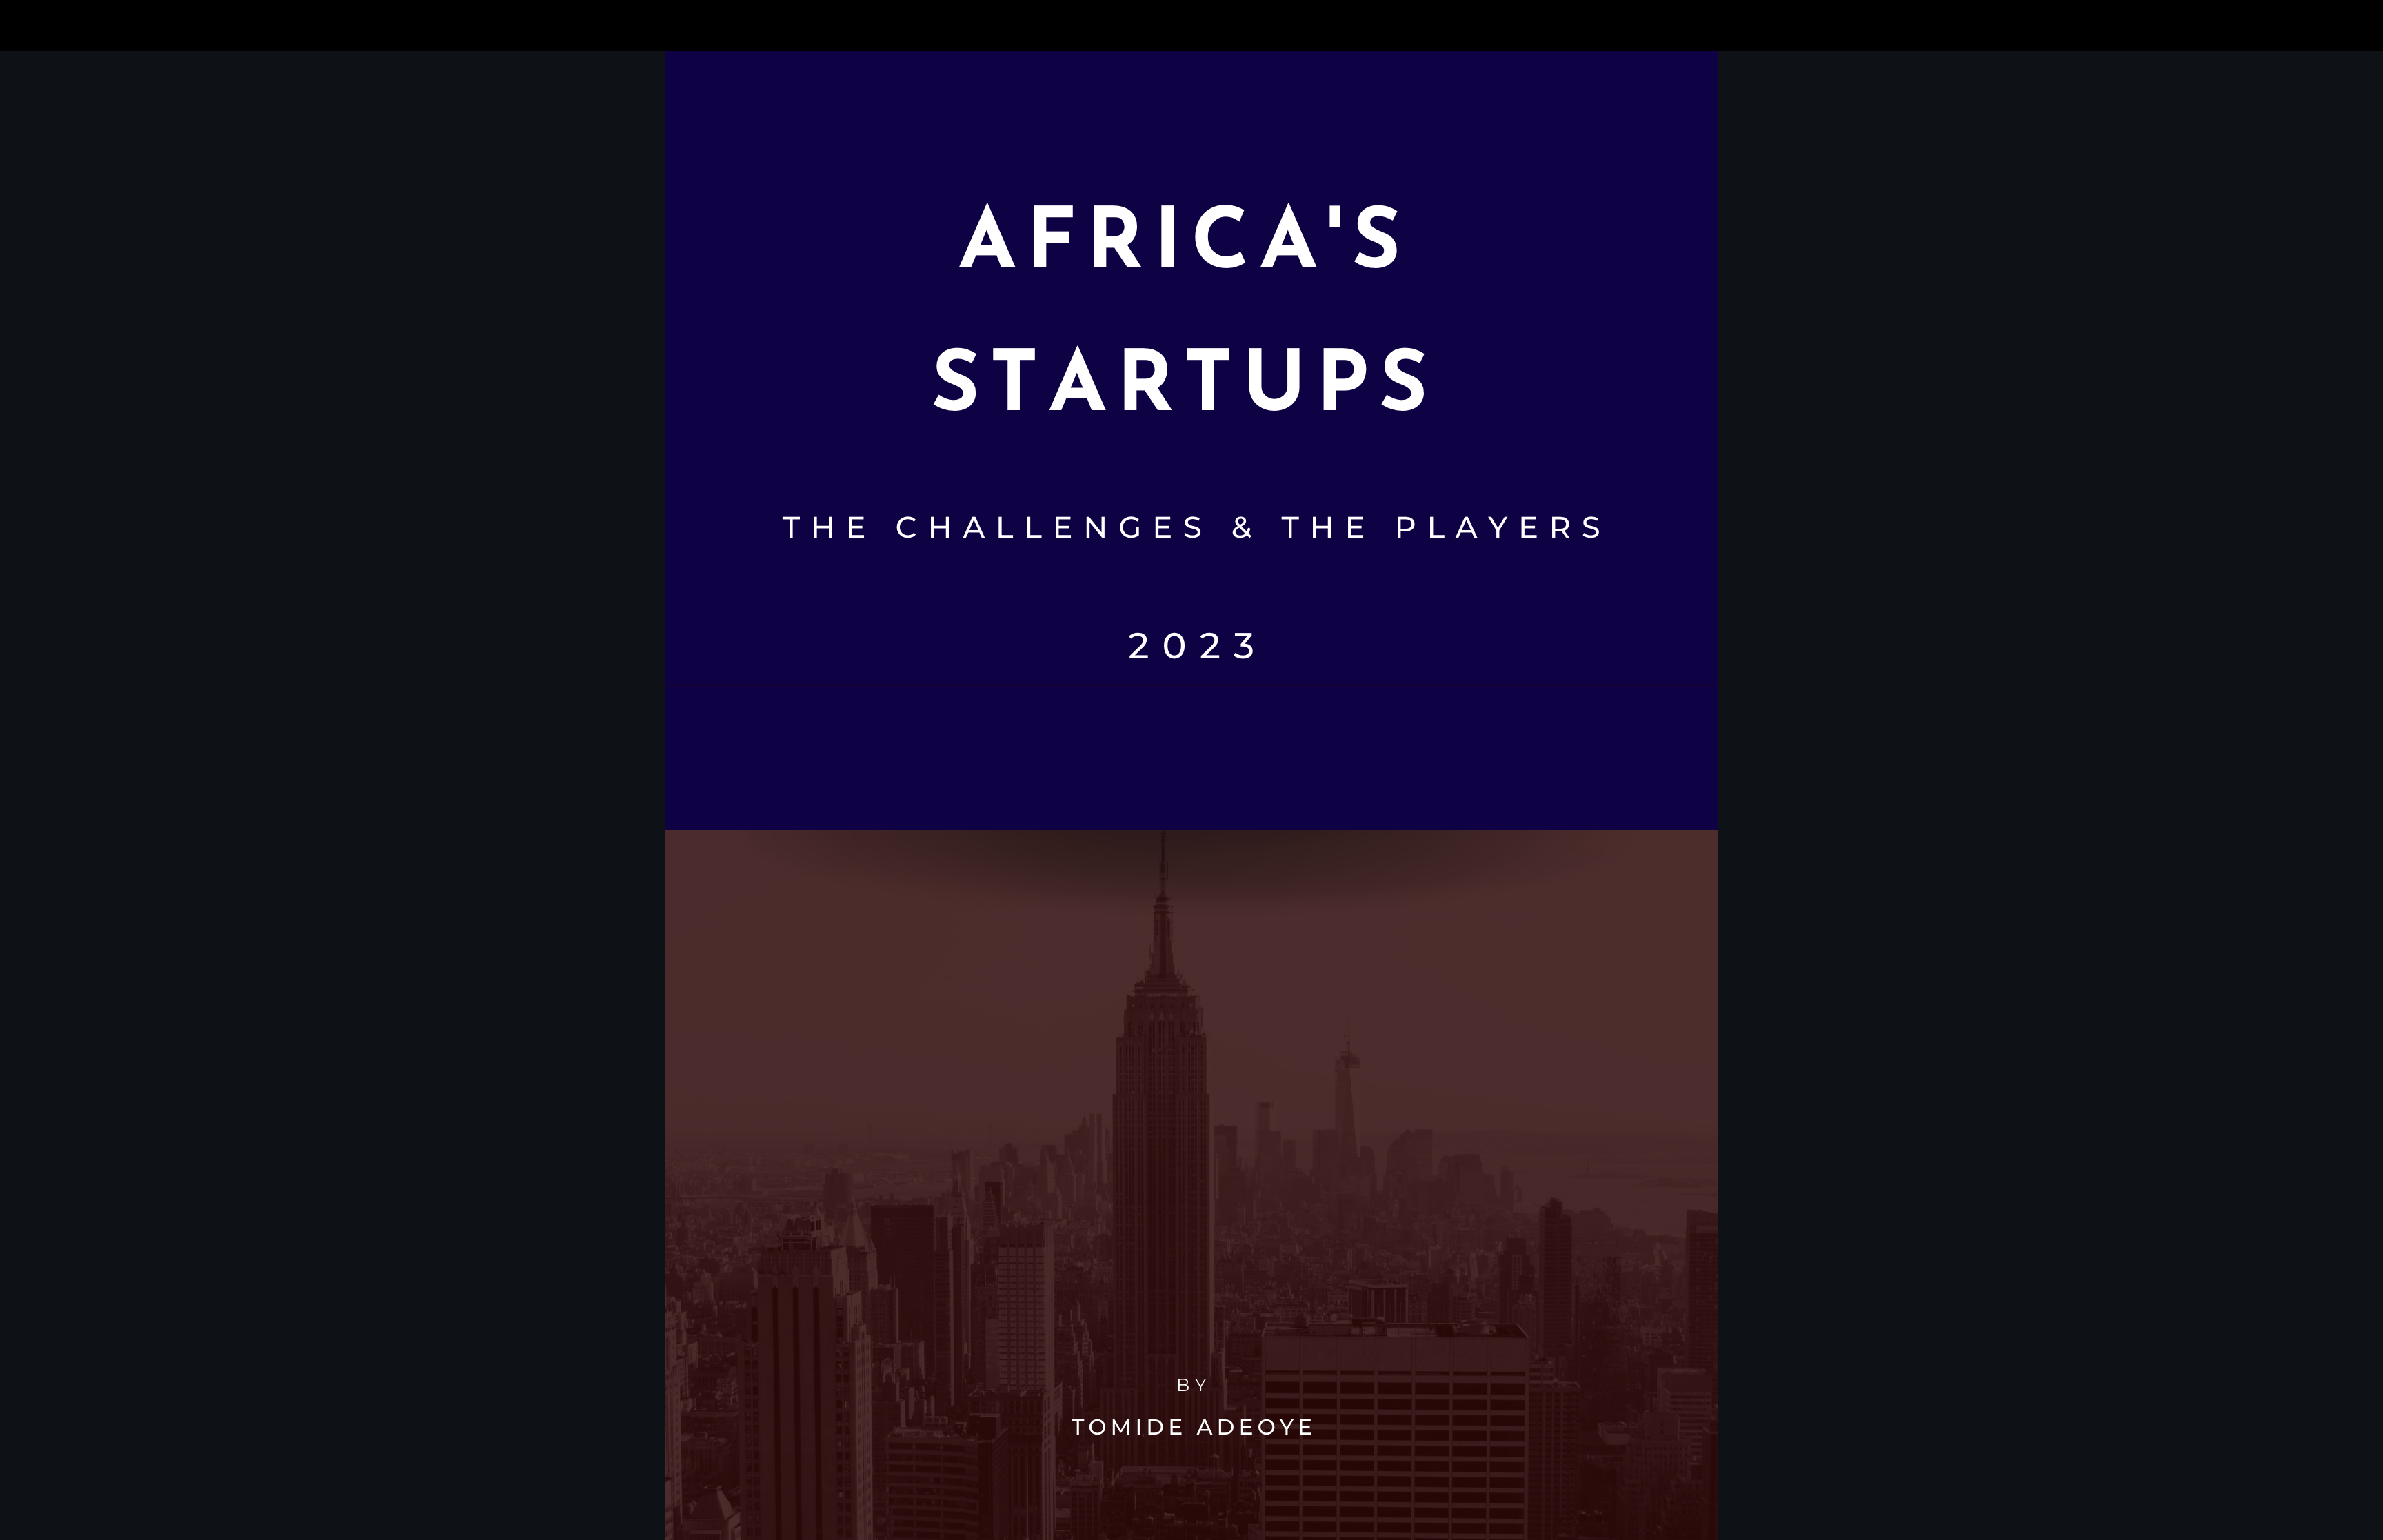 AFRICA'S
STARTUPS
THE CHALLENGES & THE PLAYERS
2023
BY
TOMIDE ADEOYE